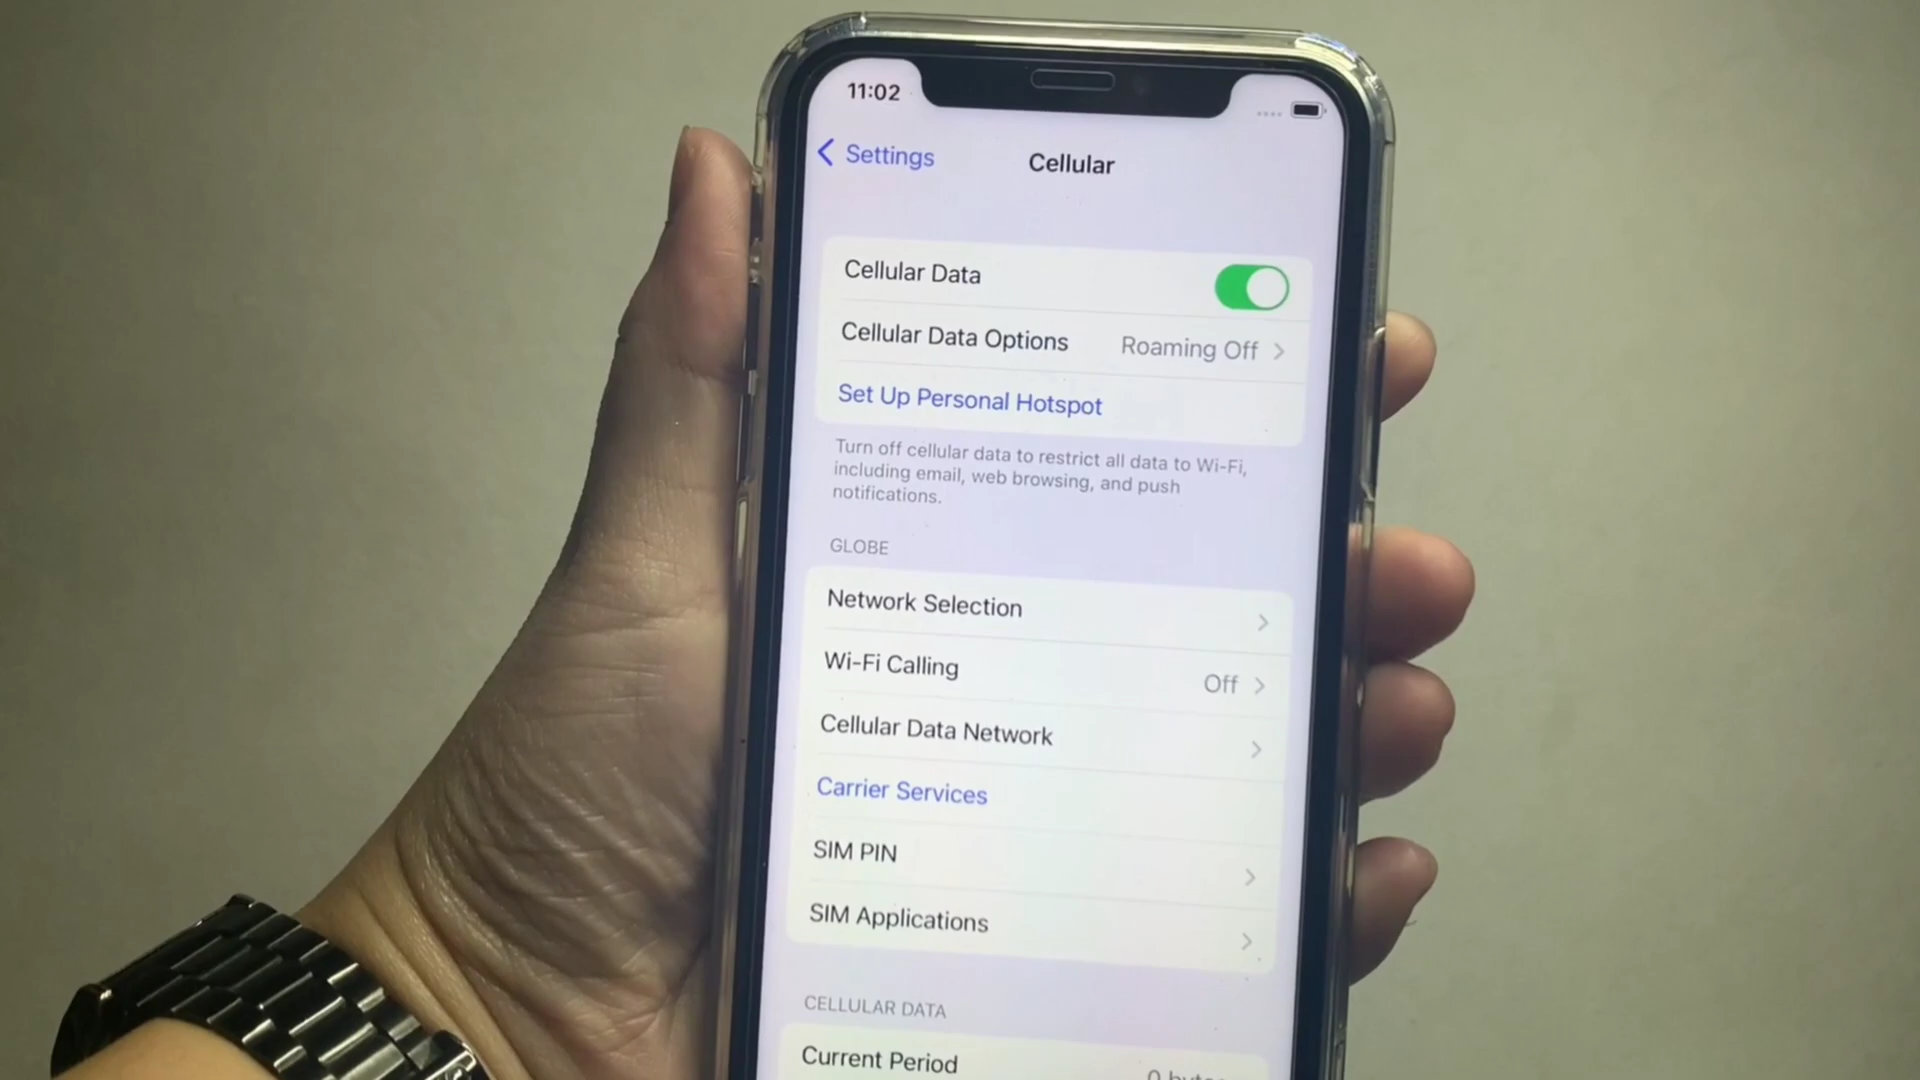 11:02
Settings
Cellular
Cellular Data
Cellular Data Options Roaming Off
Set Up Personal Hotspot
Turn off cellular data to restrict all data to Wi-Fi,
including email, web browsing, and push
notifications.
GLOBE
Network Selection
Wi-Fi Calling Off
Cellular Data Network
Carrier Services
SIM PIN
SIM Applications
CELLULAR DATA
Current Period 0